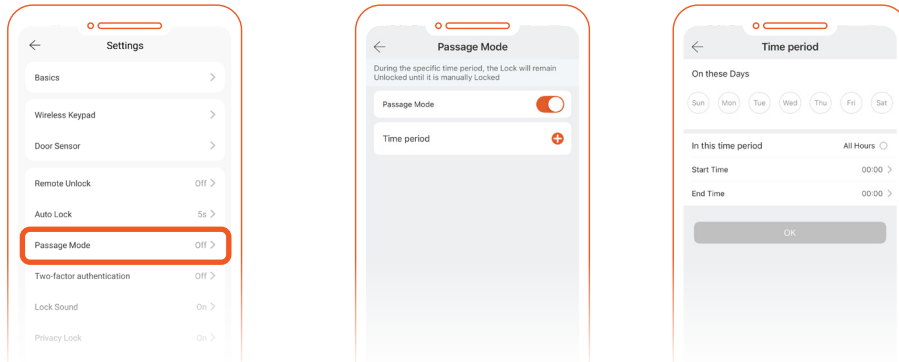 Settings
Basics
Wireless Keypad
Door Sensor
Remote Unlock Off
Auto Lock 5s
Passage Mode Off
Two-factor authentication Off
Lock Sound On
Privacy Lock On
Passage Mode
During the specific time period, the Lock will remain
Unlocked until it is manually Locked
Passage Mode
Time period
Time period
On these Days
Sun Mon Tue Wed Thu Fri Sat
In this time period All Hours
Start Time 00:00
End Time 00:00
OK